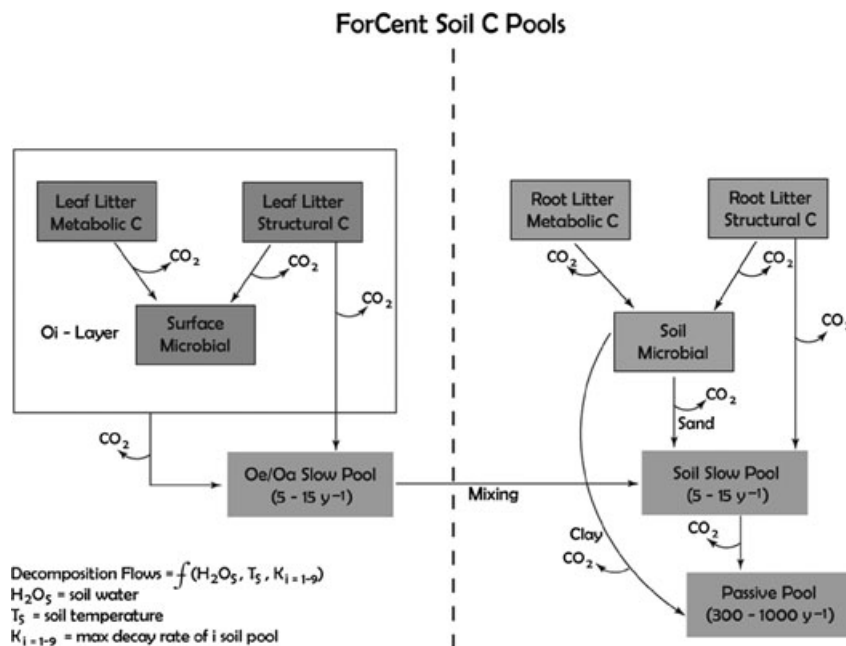 ForCent Soil C Pools
Leaf Litter
Metabolic C
Leaf Litter
Structural C
CO₂
CO₂
CO₂
Oi - Layer
Surface
Microbial
CO₂
Oe/Oa Slow Pool
(5 - 15 y⁻¹)
Mixing
Root Litter
Metabolic C
Root Litter
Structural C
CO₂
CO₂
CO₂
Soil
Microbial
CO₂
Sand
Soil Slow Pool
(5 - 15 y⁻¹)
Clay
CO₂
CO₂
Passive Pool
(300 - 1000 y⁻¹)
Decomposition Flows = ƒ(H₂Oₛ, Tₛ, K i = 1-9)
H₂Oₛ = soil water
Tₛ = soil temperature
K i = 1-9 = max decay rate of i soil pool